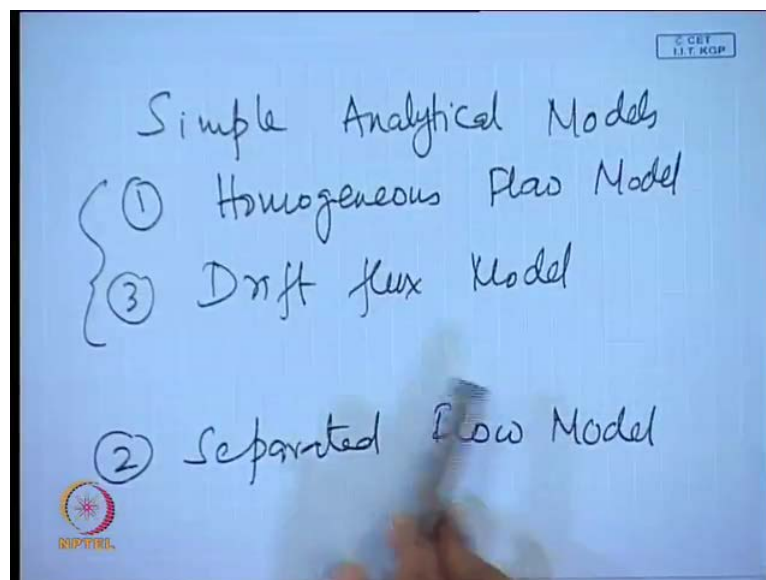 © CET
I.I.T. KGP
Simple Analytical Models
① Homogeneous Flow Model
③ Drift flux Model
② Separated Flow Model
NPTEL